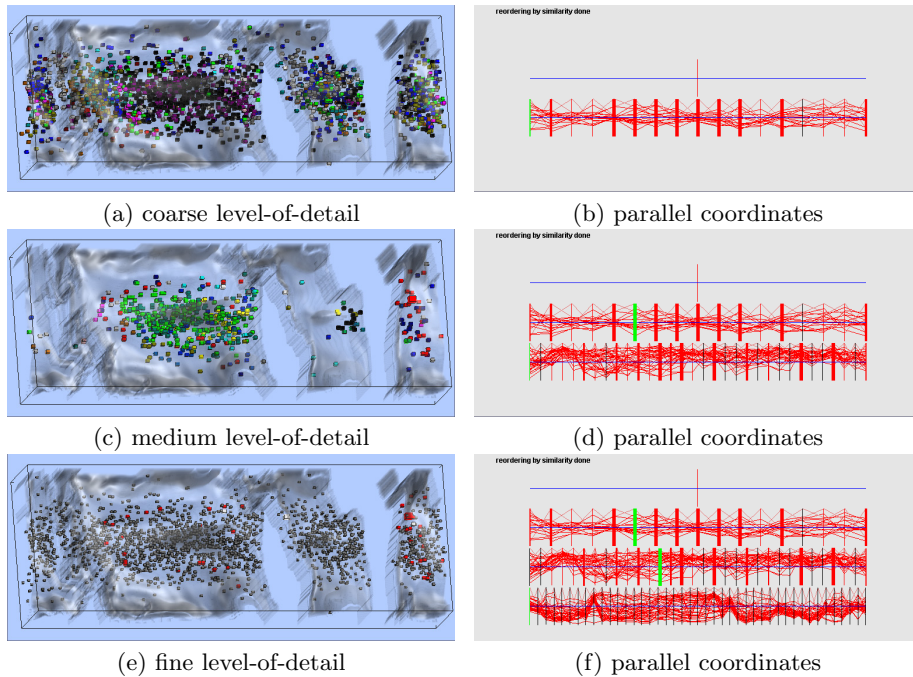 reordering by similarity done
(a) coarse level-of-detail
(b) parallel coordinates
reordering by similarity done
(c) medium level-of-detail
(d) parallel coordinates
reordering by similarity done
(e) fine level-of-detail
(f) parallel coordinates